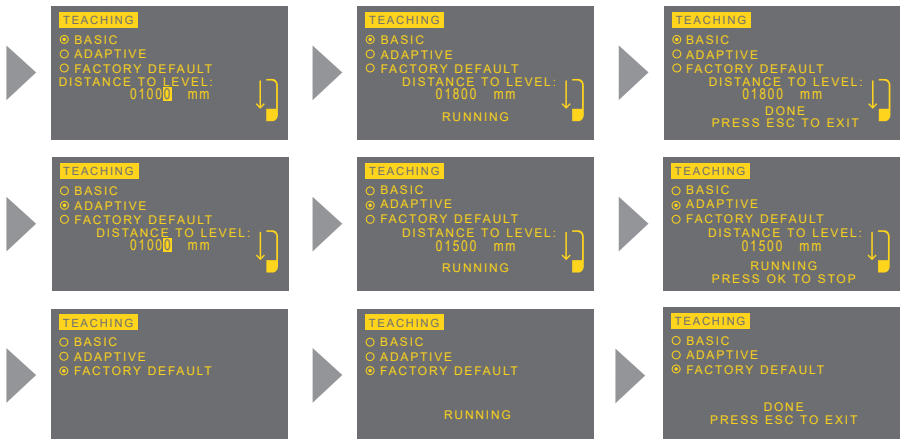 TEACHING
BASIC
ADAPTIVE
FACTORY DEFAULT
DISTANCE TO LEVEL:
01000 mm
TEACHING
BASIC
ADAPTIVE
FACTORY DEFAULT
DISTANCE TO LEVEL:
01800 mm
RUNNING
TEACHING
BASIC
ADAPTIVE
FACTORY DEFAULT
DISTANCE TO LEVEL:
01800 mm
DONE
PRESS ESC TO EXIT
TEACHING
BASIC
ADAPTIVE
FACTORY DEFAULT
DISTANCE TO LEVEL:
01000 mm
TEACHING
BASIC
ADAPTIVE
FACTORY DEFAULT
DISTANCE TO LEVEL:
01500 mm
RUNNING
TEACHING
BASIC
ADAPTIVE
FACTORY DEFAULT
DISTANCE TO LEVEL:
01500 mm
RUNNING
PRESS OK TO STOP
TEACHING
BASIC
ADAPTIVE
FACTORY DEFAULT
TEACHING
BASIC
ADAPTIVE
FACTORY DEFAULT
RUNNING
TEACHING
BASIC
ADAPTIVE
FACTORY DEFAULT
DONE
PRESS ESC TO EXIT